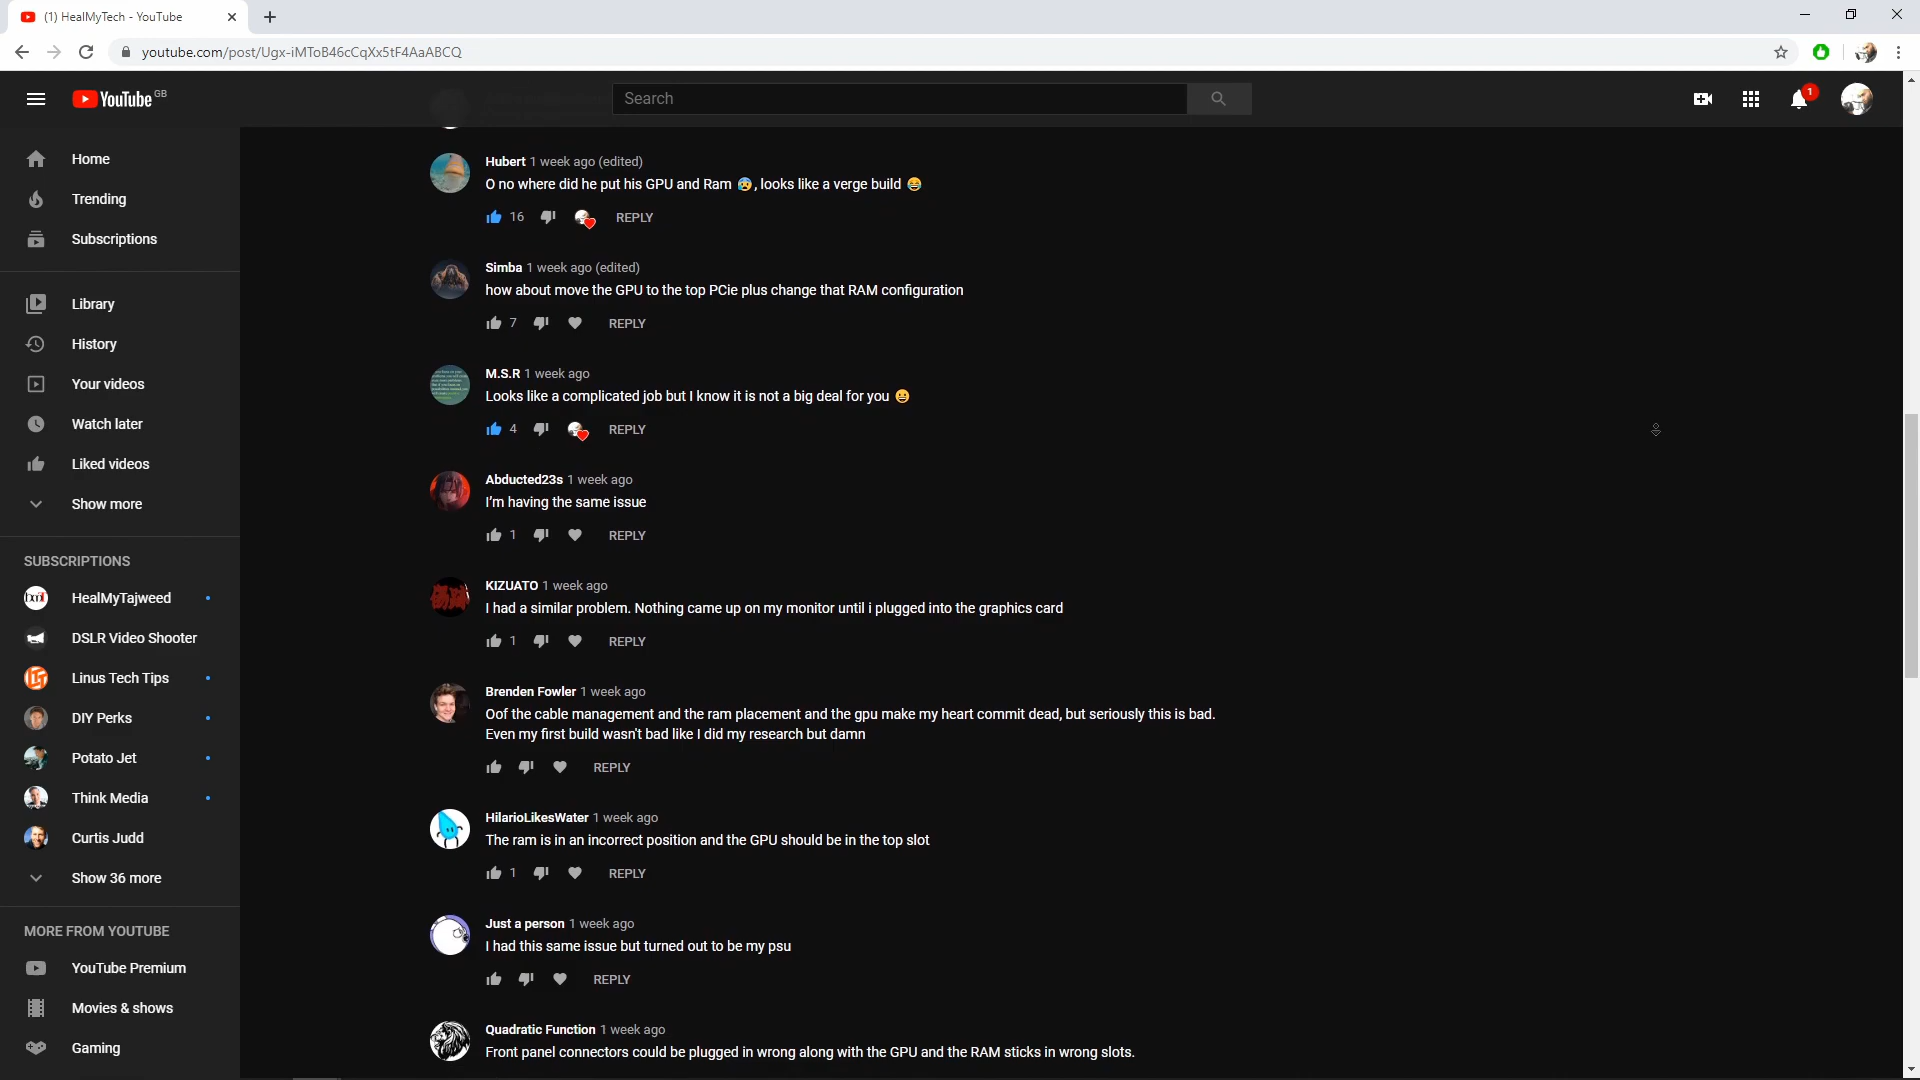 (1) HealMyTech - YouTube
youtube.com/post/Ugx-iMToB46cCqXx5tF4AaABCQ
YouTube GB
Search
1
Home
Trending
Subscriptions
Library
History
Your videos
Watch later
Liked videos
Show more
SUBSCRIPTIONS
HealMyTajweed
DSLR Video Shooter
Linus Tech Tips
DIY Perks
Potato Jet
Think Media
Curtis Judd
Show 36 more
MORE FROM YOUTUBE
YouTube Premium
Movies & shows
Gaming
Hubert 1 week ago (edited)
O no where did he put his GPU and Ram 😰, looks like a verge build 😂
16 REPLY
Simba 1 week ago (edited)
how about move the GPU to the top PCie plus change that RAM configuration
7 REPLY
M.S.R 1 week ago
Looks like a complicated job but I know it is not a big deal for you 😀
4 REPLY
Abducted23s 1 week ago
I'm having the same issue
1 REPLY
KIZUATO 1 week ago
I had a similar problem. Nothing came up on my monitor until i plugged into the graphics card
1 REPLY
Brenden Fowler 1 week ago
Oof the cable management and the ram placement and the gpu make my heart commit dead, but seriously this is bad.
Even my first build wasn't bad like I did my research but damn
REPLY
HilarioLikesWater 1 week ago
The ram is in an incorrect position and the GPU should be in the top slot
1 REPLY
Just a person 1 week ago
I had this same issue but turned out to be my psu
REPLY
Quadratic Function 1 week ago
Front panel connectors could be plugged in wrong along with the GPU and the RAM sticks in wrong slots.